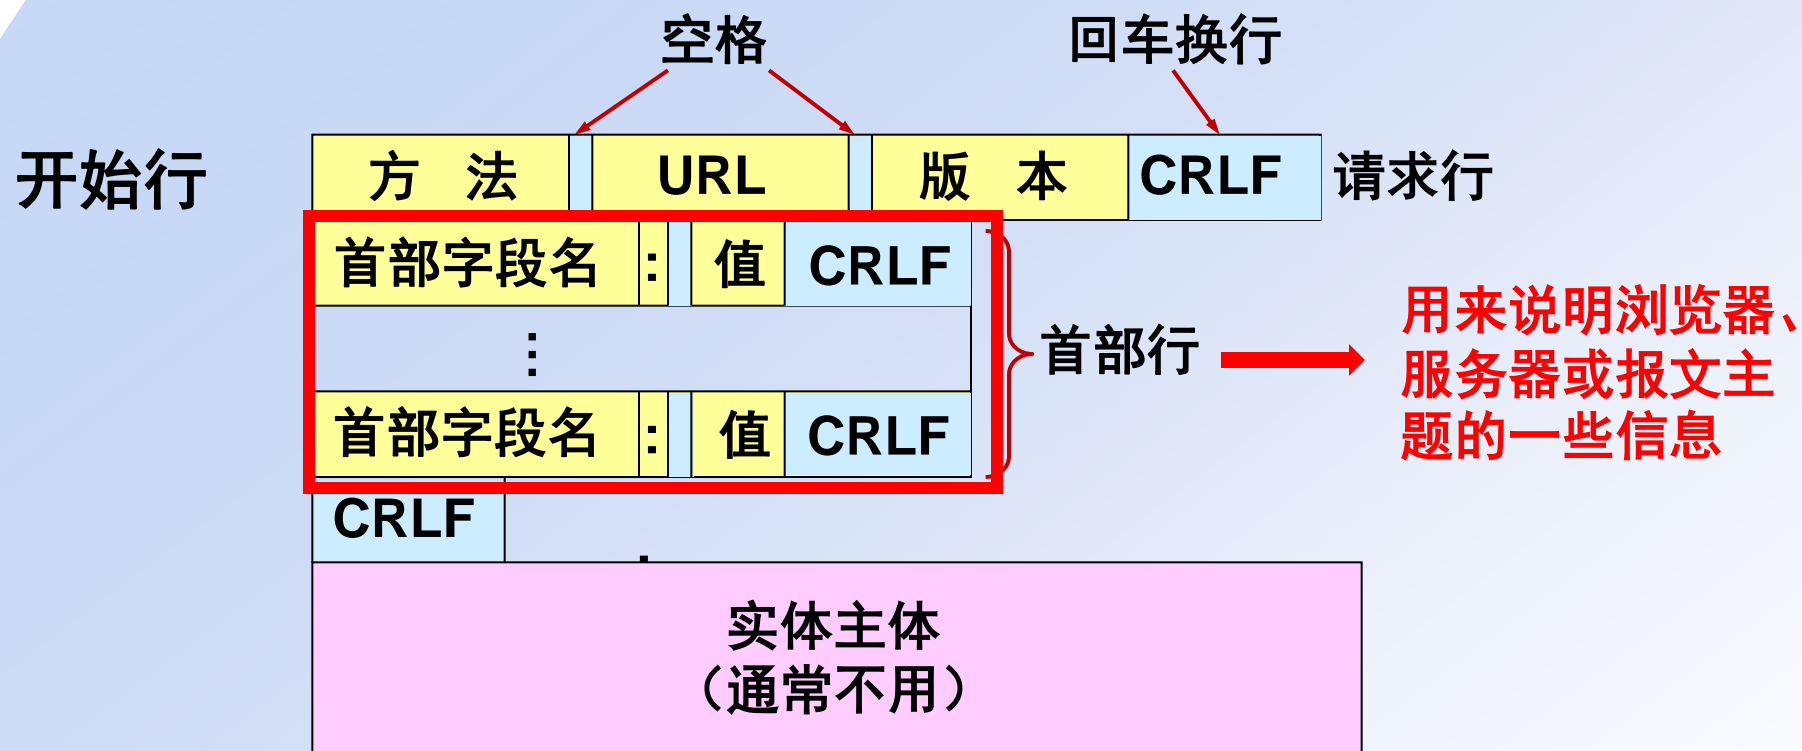 空格
回车换行
开始行
方 法
URL
版 本
CRLF
请求行
首部字段名 : 值 CRLF
⋮
首部字段名 : 值 CRLF
首部行
用来说明浏览器、
服务器或报文主
题的一些信息
CRLF
实体主体
（通常不用）